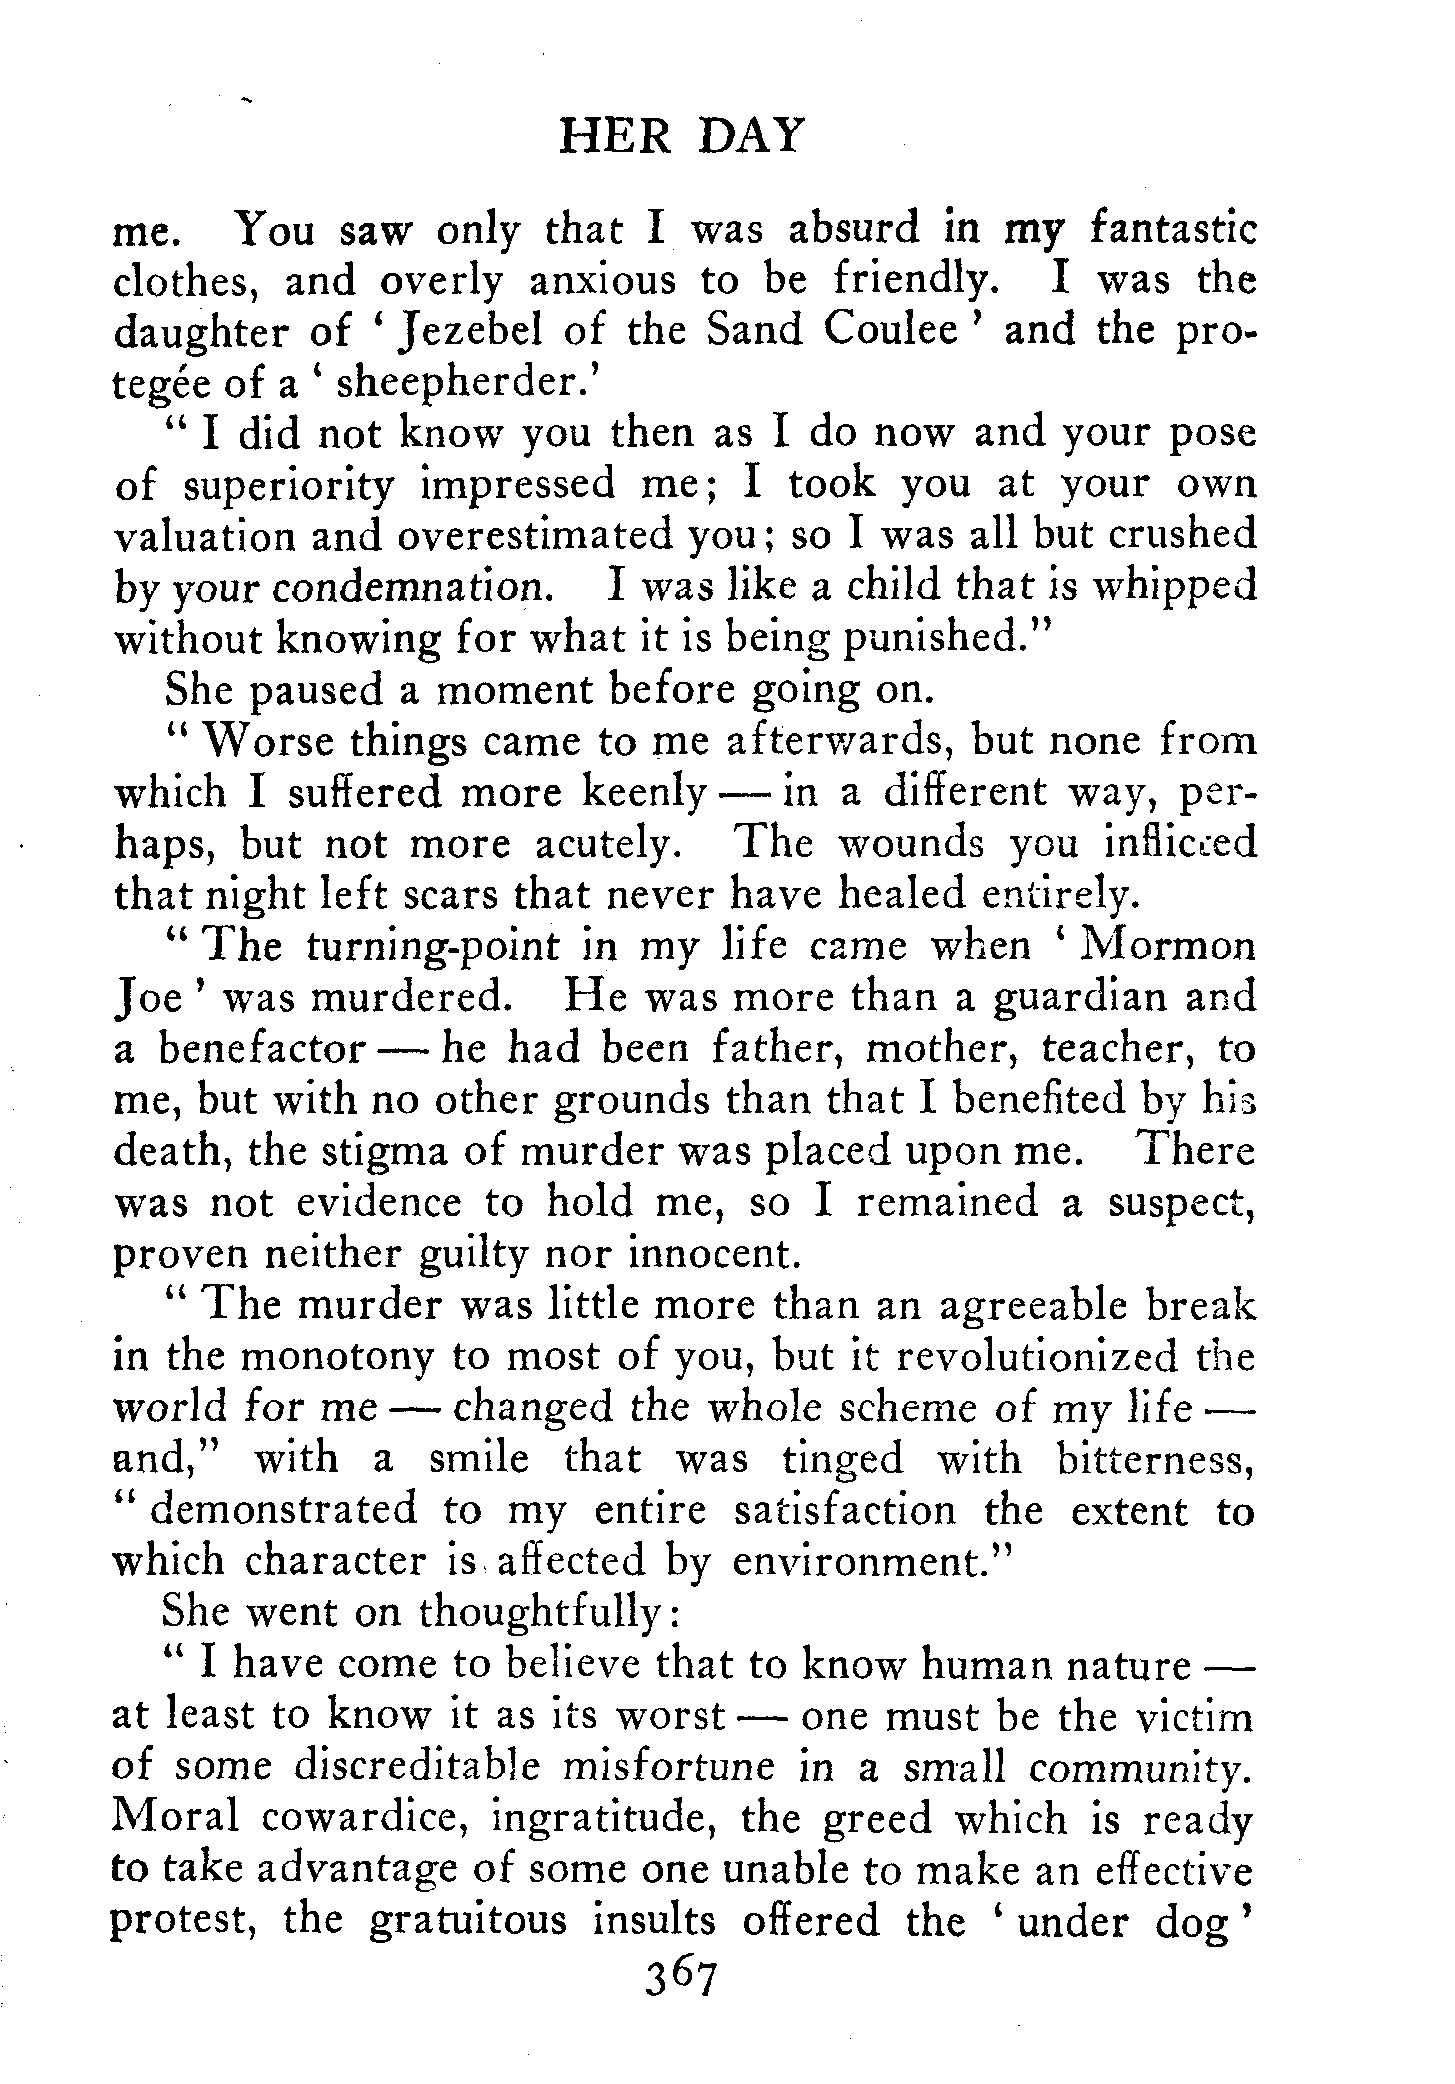 HER DAY
me. You saw only that I was absurd in my fantastic
clothes, and overly anxious to be friendly. I was the
daughter of ‘ Jezebel of the Sand Coulee ’ and the pro-
tegée of a ‘ sheepherder.’
“ I did not know you then as I do now and your pose
of superiority impressed me; I took you at your own
valuation and overestimated you; so I was all but crushed
by your condemnation. I was like a child that is whipped
without knowing for what it is being punished.”
She paused a moment before going on.
“ Worse things came to me afterwards, but none from
which I suffered more keenly — in a different way, per-
haps, but not more acutely. The wounds you inflicted
that night left scars that never have healed entirely.
“ The turning-point in my life came when ‘ Mormon
Joe ’ was murdered. He was more than a guardian and
a benefactor — he had been father, mother, teacher, to
me, but with no other grounds than that I benefited by his
death, the stigma of murder was placed upon me. There
was not evidence to hold me, so I remained a suspect,
proven neither guilty nor innocent.
“ The murder was little more than an agreeable break
in the monotony to most of you, but it revolutionized the
world for me — changed the whole scheme of my life —
and,” with a smile that was tinged with bitterness,
“ demonstrated to my entire satisfaction the extent to
which character is affected by environment.”
She went on thoughtfully:
“ I have come to believe that to know human nature —
at least to know it as its worst — one must be the victim
of some discreditable misfortune in a small community.
Moral cowardice, ingratitude, the greed which is ready
to take advantage of some one unable to make an effective
protest, the gratuitous insults offered the ‘ under dog ’
367